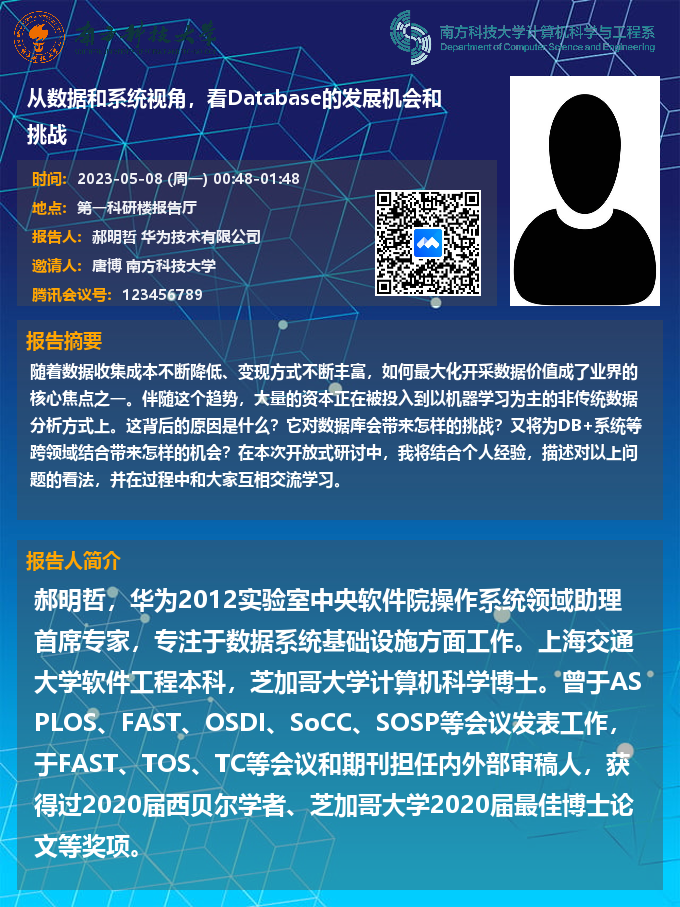 南方科技大学
南方科技大学计算机科学与工程系
Department of Computer Science and Engineering
从数据和系统视角，看Database的发展机会和
挑战
时间：2023-05-08 (周一) 00:48-01:48
地点：第一科研楼报告厅
报告人：郝明哲 华为技术有限公司
邀请人：唐博 南方科技大学
腾讯会议号：123456789
报告摘要
随着数据收集成本不断降低、变现方式不断丰富，如何最大化开采数据价值成了业界的
核心焦点之一。伴随这个趋势，大量的资本正在被投入到以机器学习为主的非传统数据
分析方式上。这背后的原因是什么？它对数据库会带来怎样的挑战？又将为DB+系统等
跨领域结合带来怎样的机会？在本次开放式研讨中，我将结合个人经验，描述对以上问
题的看法，并在过程中和大家互相交流学习。
报告人简介
郝明哲，华为2012实验室中央软件院操作系统领域助理
首席专家，专注于数据系统基础设施方面工作。上海交通
大学软件工程本科，芝加哥大学计算机科学博士。曾于AS
PLOS、FAST、OSDI、SoCC、SOSP等会议发表工作，
于FAST、TOS、TC等会议和期刊担任内外部审稿人，获
得过2020届西贝尔学者、芝加哥大学2020届最佳博士论
文等奖项。